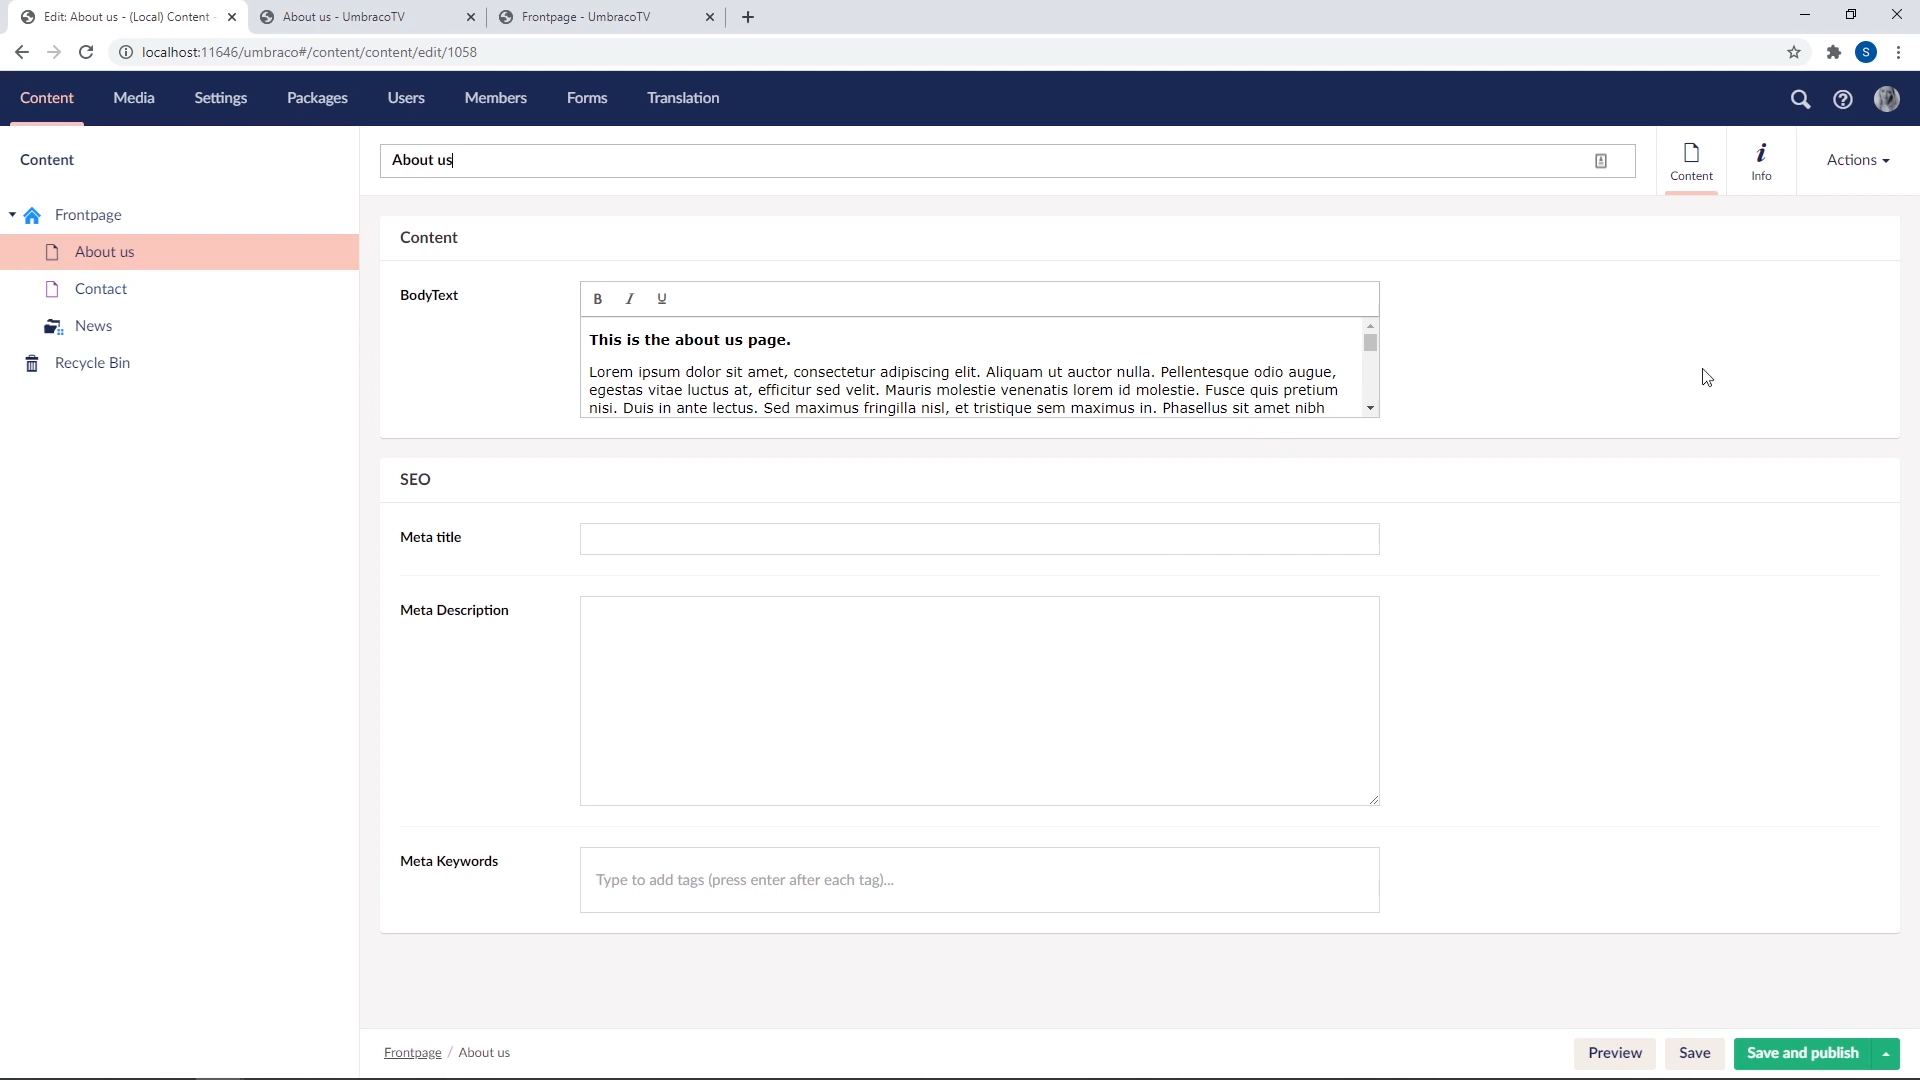 Edit: About us - (Local) Content -
About us - UmbracoTV
Frontpage - UmbracoTV
localhost:11646/umbraco#/content/content/edit/1058
S
Content Media Settings Packages Users Members Forms Translation
Content
Frontpage
About us
Contact
News
Recycle Bin
About us
Content
Info
Actions
Content
BodyText
B I U
This is the about us page.
Lorem ipsum dolor sit amet, consectetur adipiscing elit. Aliquam ut auctor nulla. Pellentesque odio augue,
egestas vitae luctus at, efficitur sed velit. Mauris molestie venenatis lorem id molestie. Fusce quis pretium
nisi. Duis in ante lectus. Sed maximus fringilla nisl, et tristique sem maximus in. Phasellus sit amet nibh
SEO
Meta title
Meta Description
Meta Keywords
Type to add tags (press enter after each tag)...
Frontpage / About us
Preview
Save
Save and publish